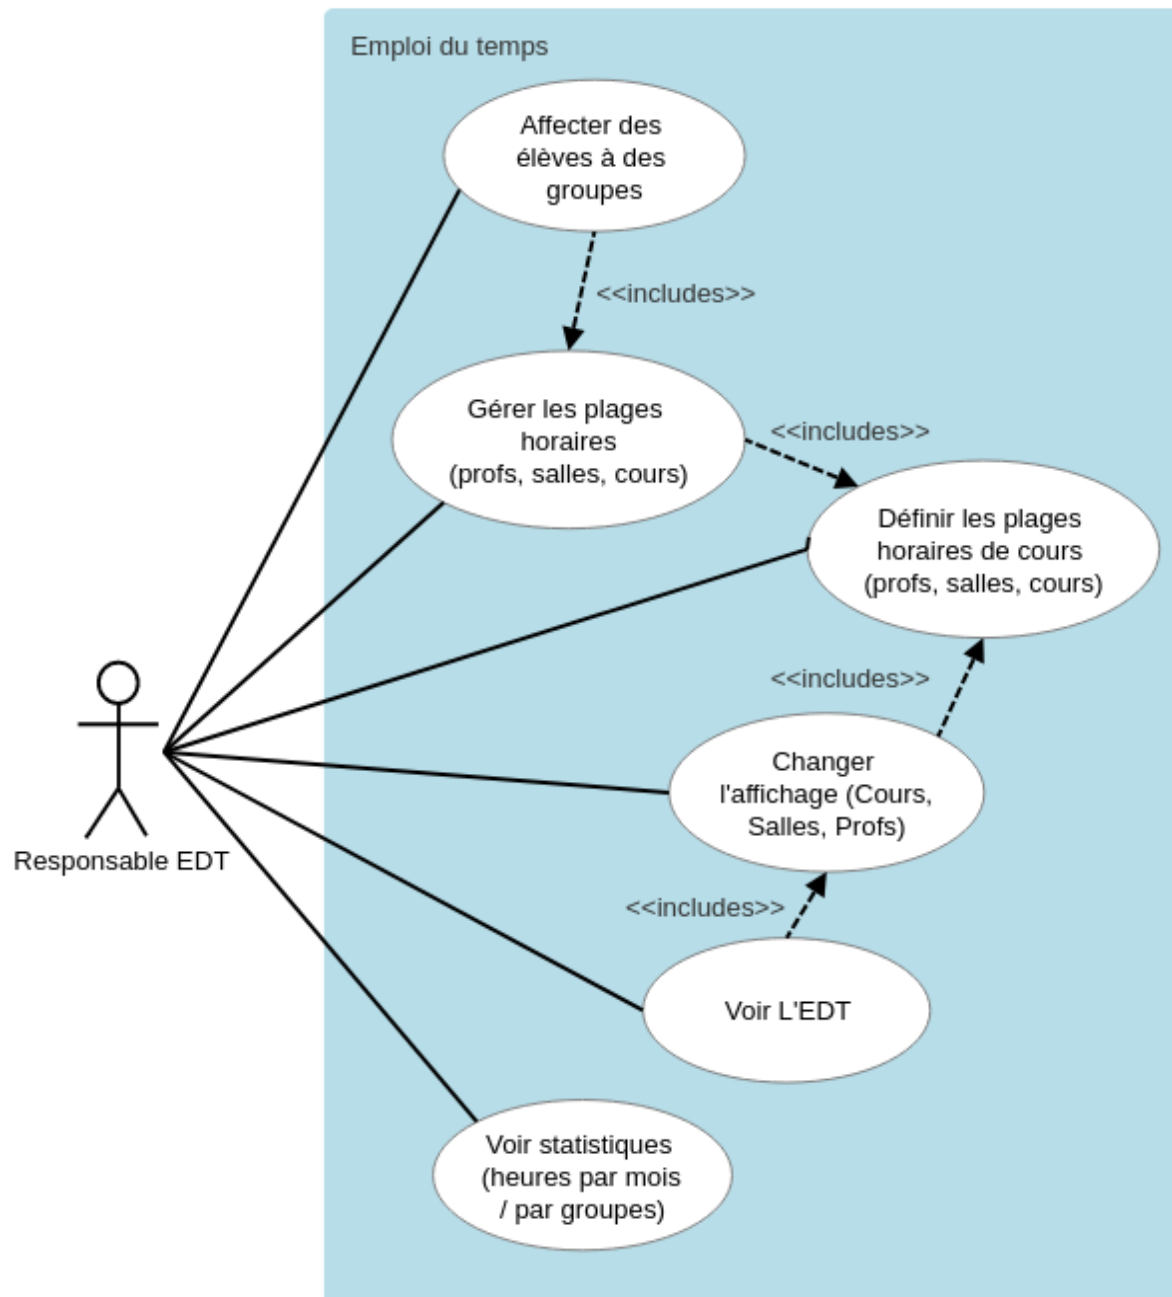 Emploi du temps
Affecter des
élèves à des
groupes
<<includes>>
Gérer les plages
horaires
(profs, salles, cours)
<<includes>>
Définir les plages
horaires de cours
(profs, salles, cours)
<<includes>>
Changer
l'affichage (Cours,
Salles, Profs)
Responsable EDT
<<includes>>
Voir L'EDT
Voir statistiques
(heures par mois
/ par groupes)